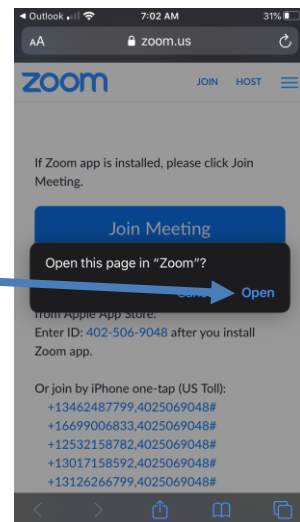 Outlook 7:02 AM 31%
AA zoom.us
zoom JOIN HOST
If Zoom app is installed, please click Join
Meeting.
Join Meeting
Open this page in “Zoom”?
Open
from Apple App Store.
Enter ID: 402-506-9048 after you install
Zoom app.
Or join by iPhone one-tap (US Toll):
+13462487799,4025069048#
+16699006833,4025069048#
+12532158782,4025069048#
+13017158592,4025069048#
+13126266799,4025069048#